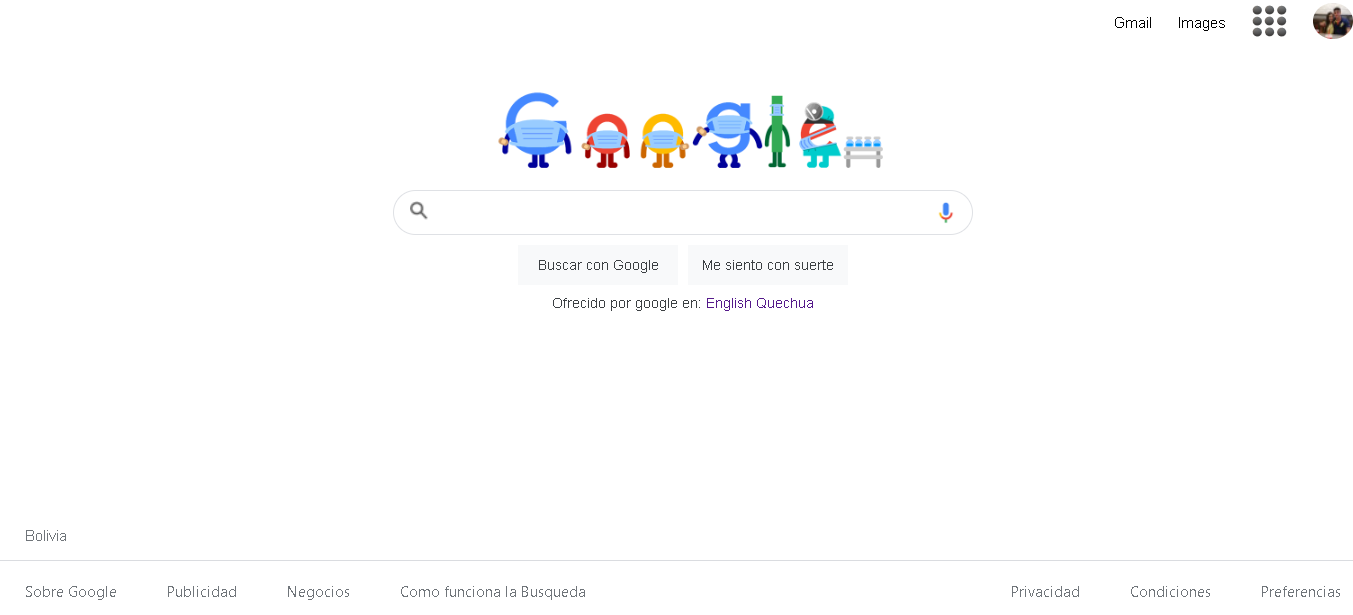 Gmail Images
Google
Buscar con Google Me siento con suerte
Ofrecido por google en: English Quechua
Bolivia
Sobre Google Publicidad Negocios Como funciona la Busqueda Privacidad Condiciones Preferencias